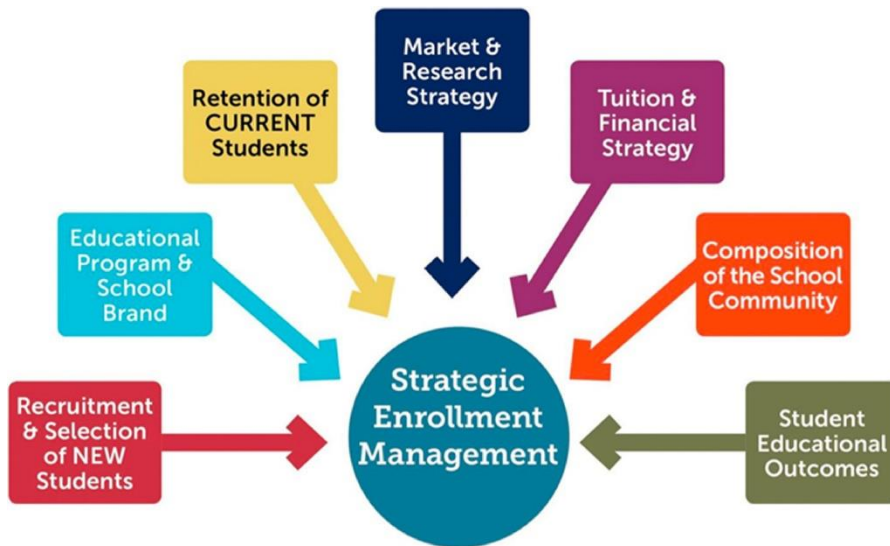 Market &
Research
Strategy
Retention of
CURRENT
Students
Tuition &
Financial
Strategy
Educational
Program &
School
Brand
Composition
of the School
Community
Recruitment
& Selection
of NEW
Students
Strategic
Enrollment
Management
Student
Educational
Outcomes